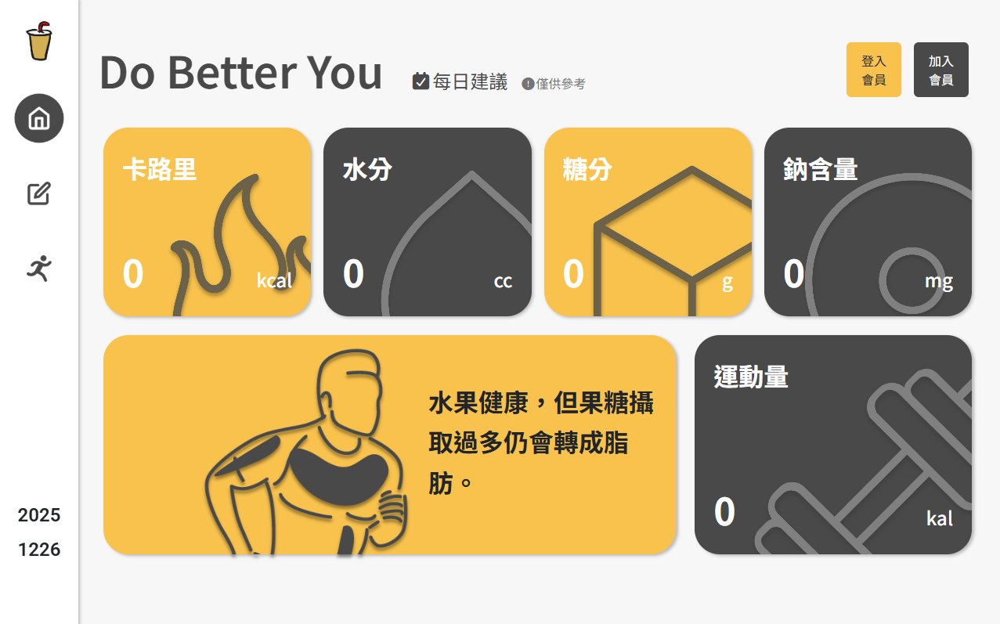 Do Better You
每日建議
僅供參考
登入
會員
加入
會員
卡路里
0
kcal
水分
0
cc
糖分
0
g
鈉含量
0
mg
水果健康，但果糖攝
取過多仍會轉成脂
肪。
運動量
0
kal
2025
1226